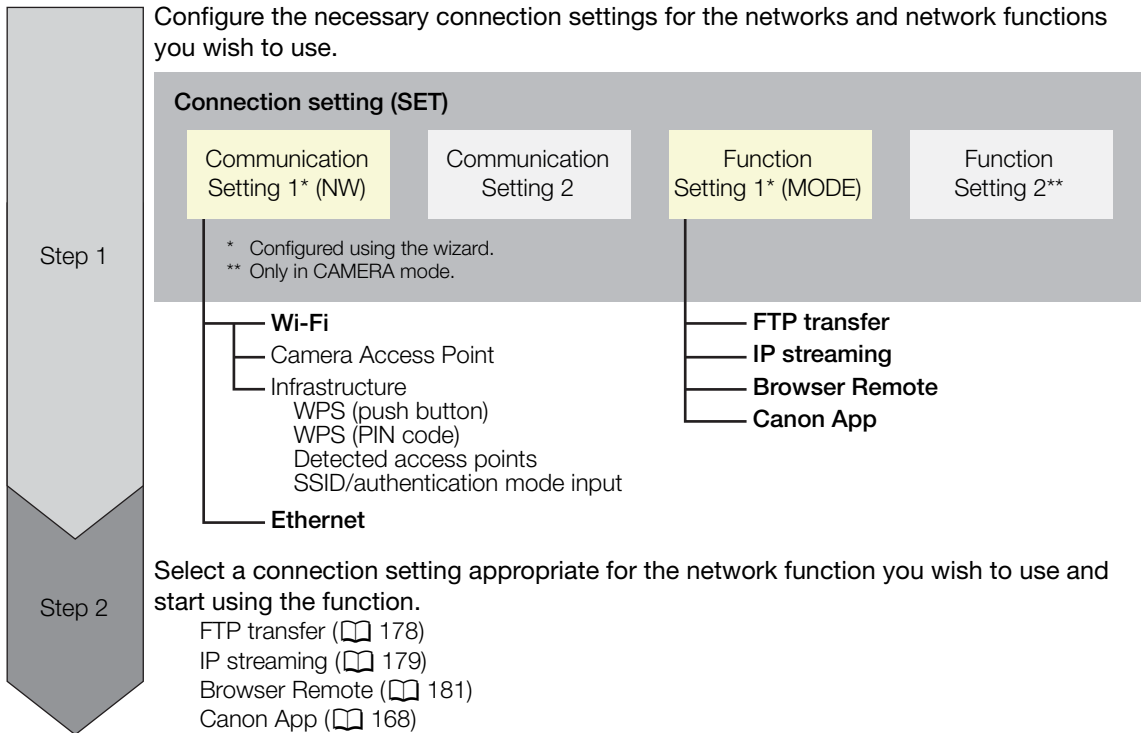 Configure the necessary connection settings for the networks and network functions
you wish to use.
Connection setting (SET)
Communication
Setting 1* (NW)
Communication
Setting 2
Function
Setting 1* (MODE)
Function
Setting 2**
Step 1
* Configured using the wizard.
** Only in CAMERA mode.
Wi-Fi
Camera Access Point
Infrastructure
WPS (push button)
WPS (PIN code)
Detected access points
SSID/authentication mode input
Ethernet
FTP transfer
IP streaming
Browser Remote
Canon App
Step 2
Select a connection setting appropriate for the network function you wish to use and
start using the function.
FTP transfer (178)
IP streaming (179)
Browser Remote (181)
Canon App (168)